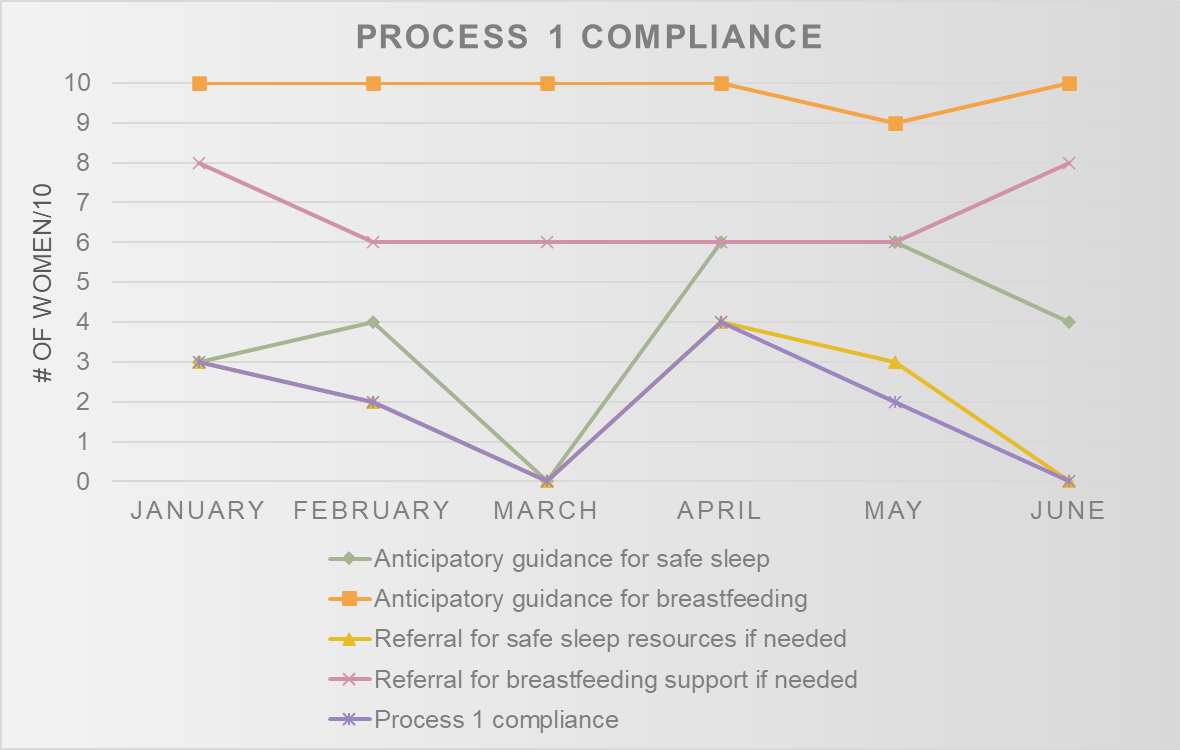 PROCESS 1 COMPLIANCE
# OF WOMEN/10
10
9
8
7
6
5
4
3
2
1
0
JANUARY FEBRUARY MARCH APRIL MAY JUNE
Anticipatory guidance for safe sleep
Anticipatory guidance for breastfeeding
Referral for safe sleep resources if needed
Referral for breastfeeding support if needed
Process 1 compliance